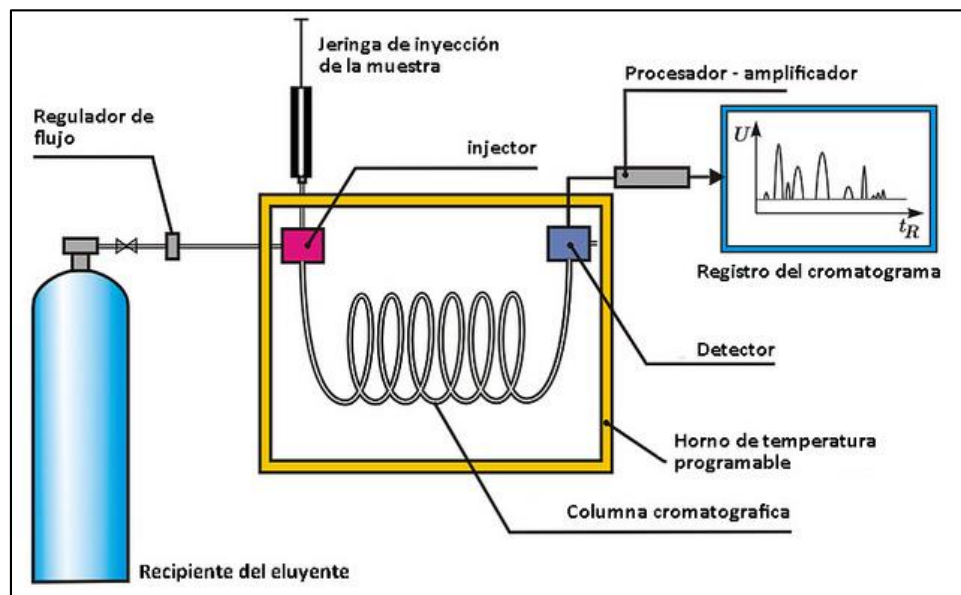 Jeringa de inyección
de la muestra
Procesador - amplificador
Regulador de
flujo
injector
U
t_R
Registro del cromatograma
Detector
Horno de temperatura
programable
Columna cromatografica
Recipiente del eluyente